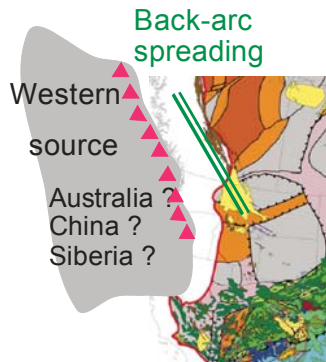 Back-arc
spreading
Western
source
Australia ?
China ?
Siberia ?